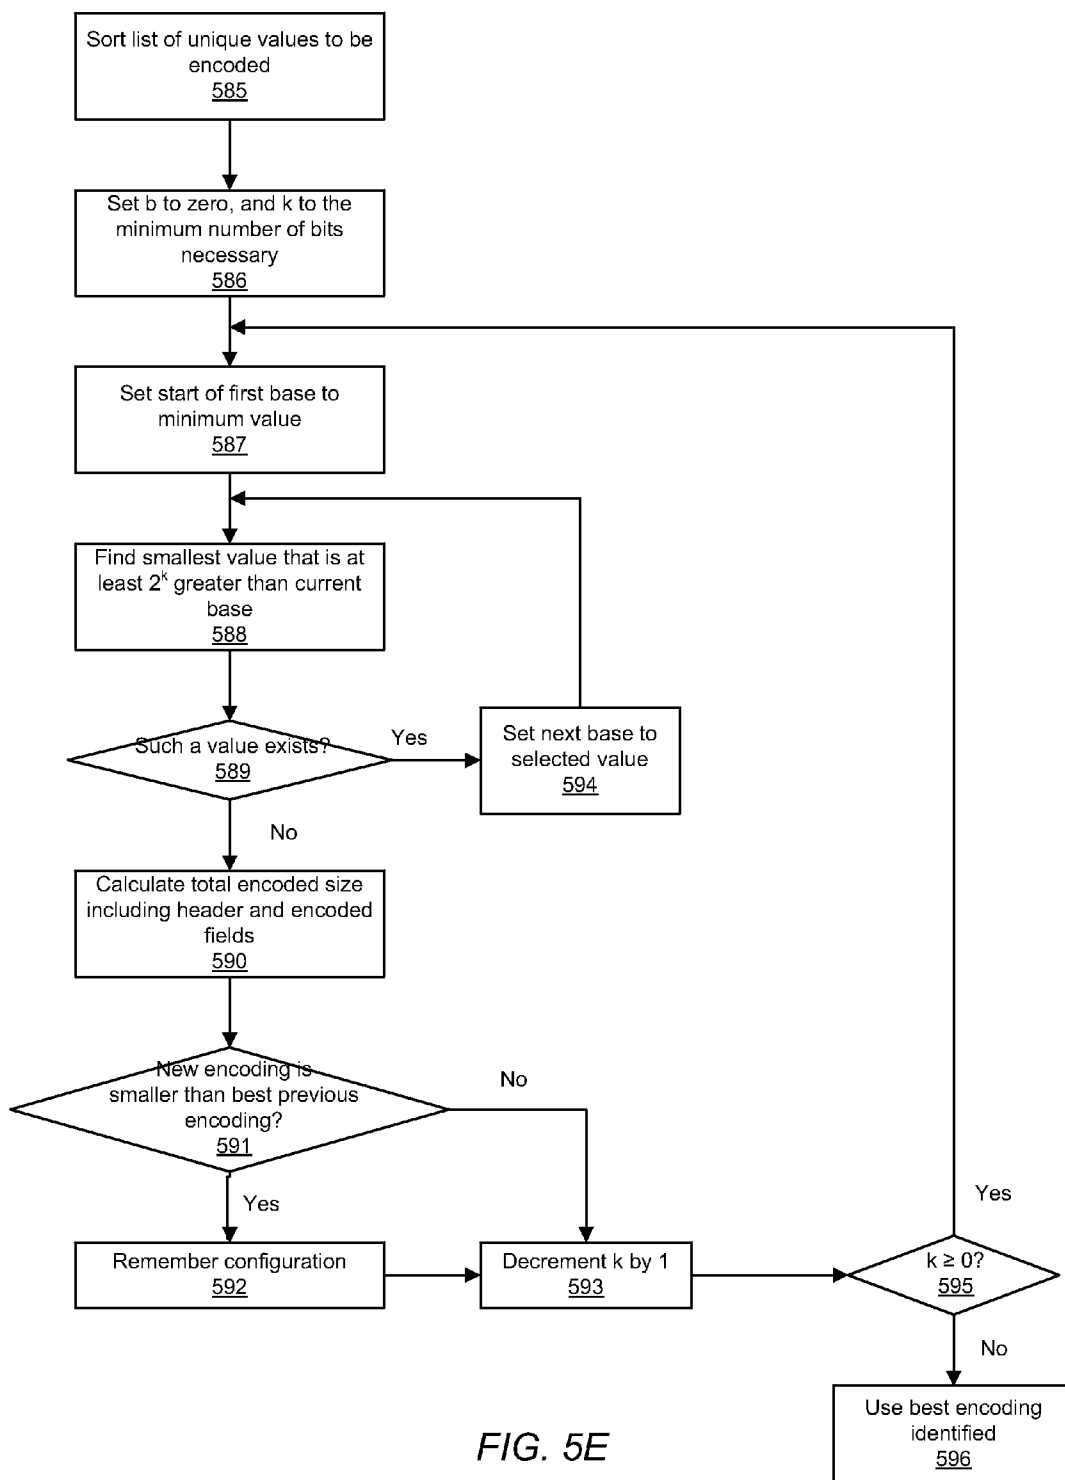 Sort list of unique values to be
encoded
585
Set b to zero, and k to the
minimum number of bits
necessary
586
Set start of first base to
minimum value
587
Find smallest value that is at
least 2^k greater than current
base
588
Such a value exists?
589
Yes
Set next base to
selected value
594
No
Calculate total encoded size
including header and encoded
fields
590
New encoding is
smaller than best previous
encoding?
591
No
Yes
Remember configuration
592
Decrement k by 1
593
k ≥ 0?
595
Yes
No
Use best encoding
identified
596
FIG. 5E